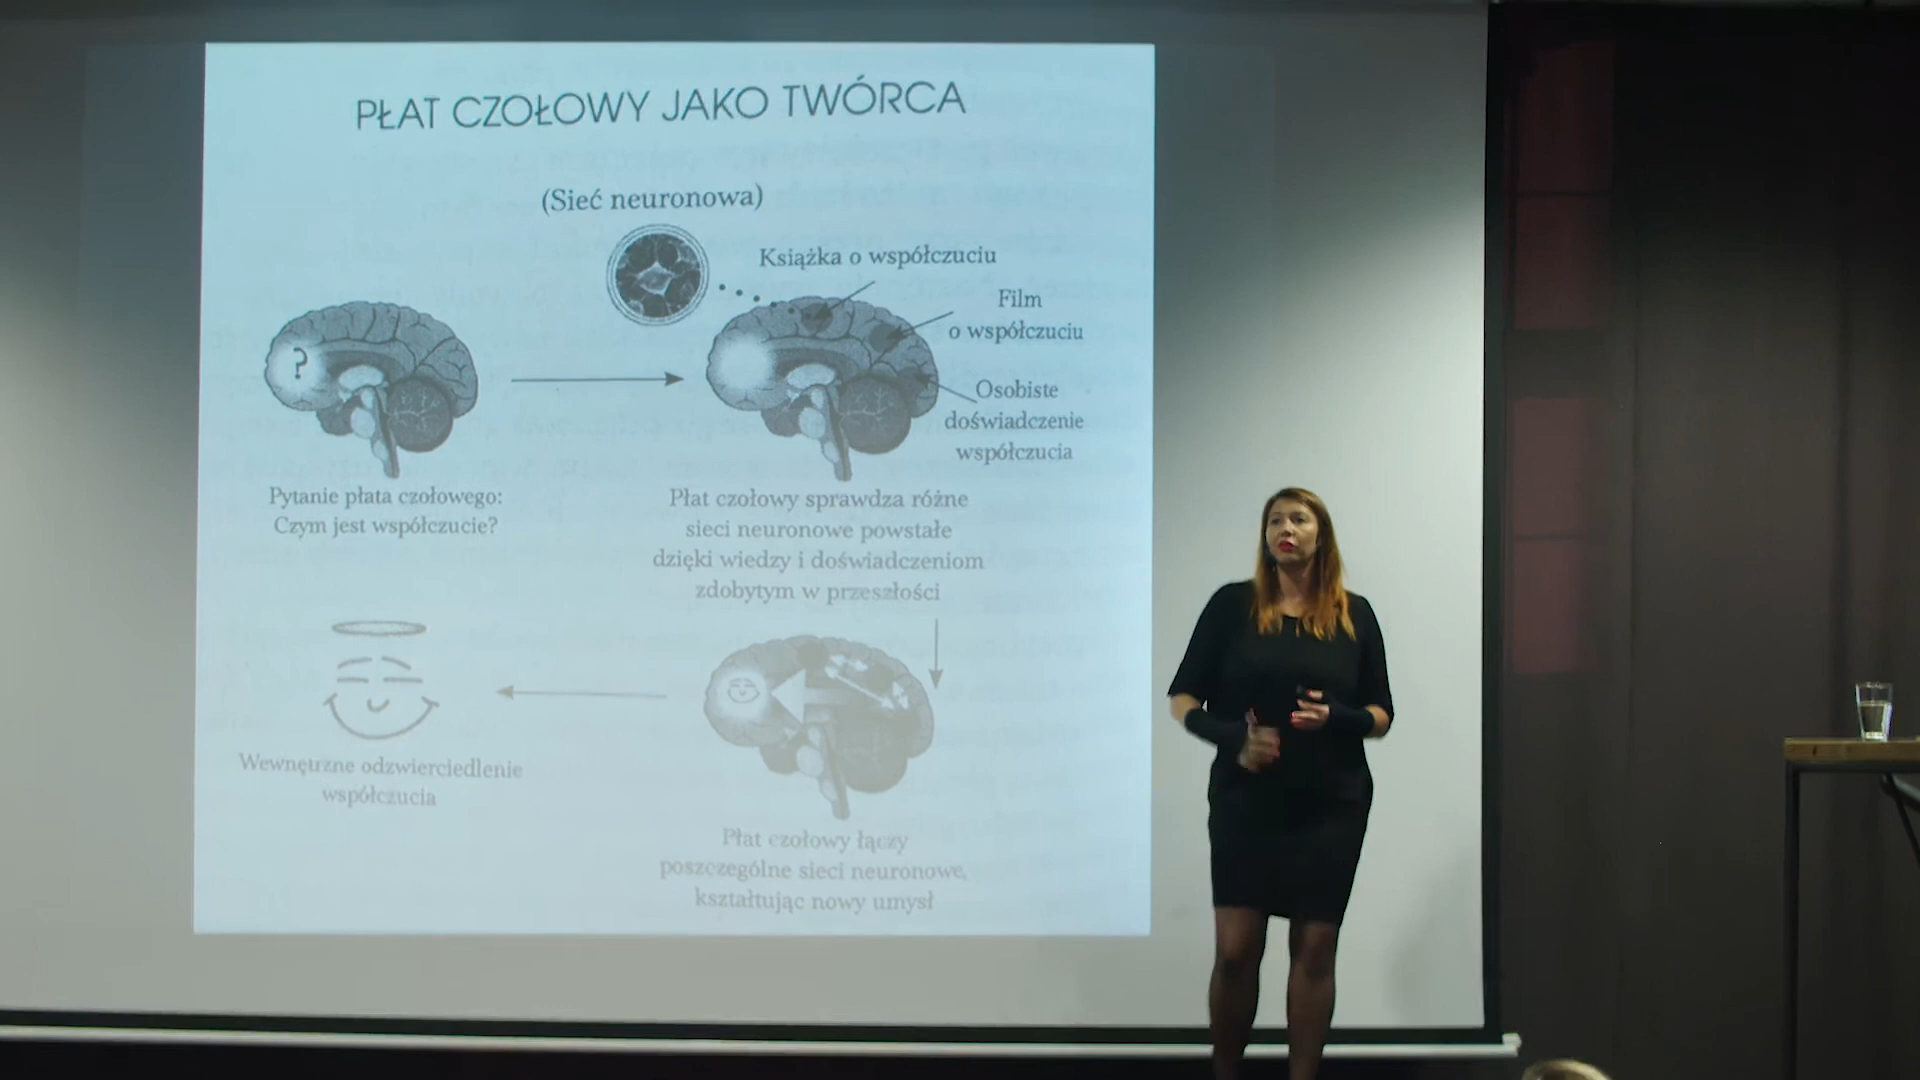 PŁAT CZOŁOWY JAKO TWÓRCA
(Sieć neuronowa)
Książka o współczuciu
Film
o współczuciu
Osobiste
doświadczenie
współczucia
?
Pytanie płata czołowego:
Czym jest współczucie?
Płat czołowy sprawdza różne
sieci neuronowe powstałe
dzięki wiedzy i doświadczeniom
zdobytym w przeszłości
Płat czołowy łączy
poszczególne sieci neuronowe,
kształtując nowy umysł
Wewnętrzne odzwierciedlenie
współczucia